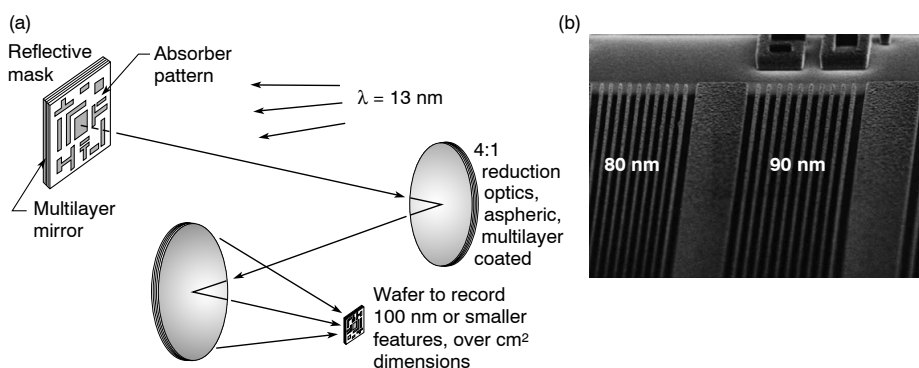 (a)
Reflective
mask
Absorber
pattern
λ = 13 nm
Multilayer
mirror
4:1
reduction
optics,
aspheric,
multilayer
coated
Wafer to record
100 nm or smaller
features, over cm²
dimensions
(b)
80 nm
90 nm